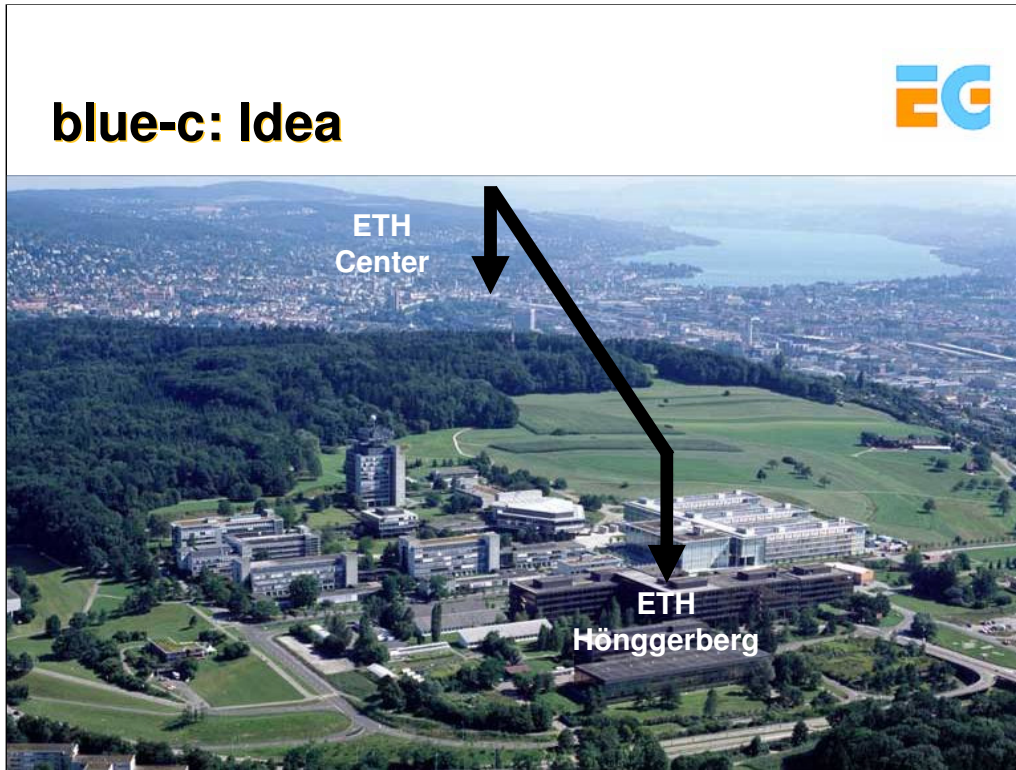 blue-c: Idea
EG
ETH
Center
ETH
Hönggerberg